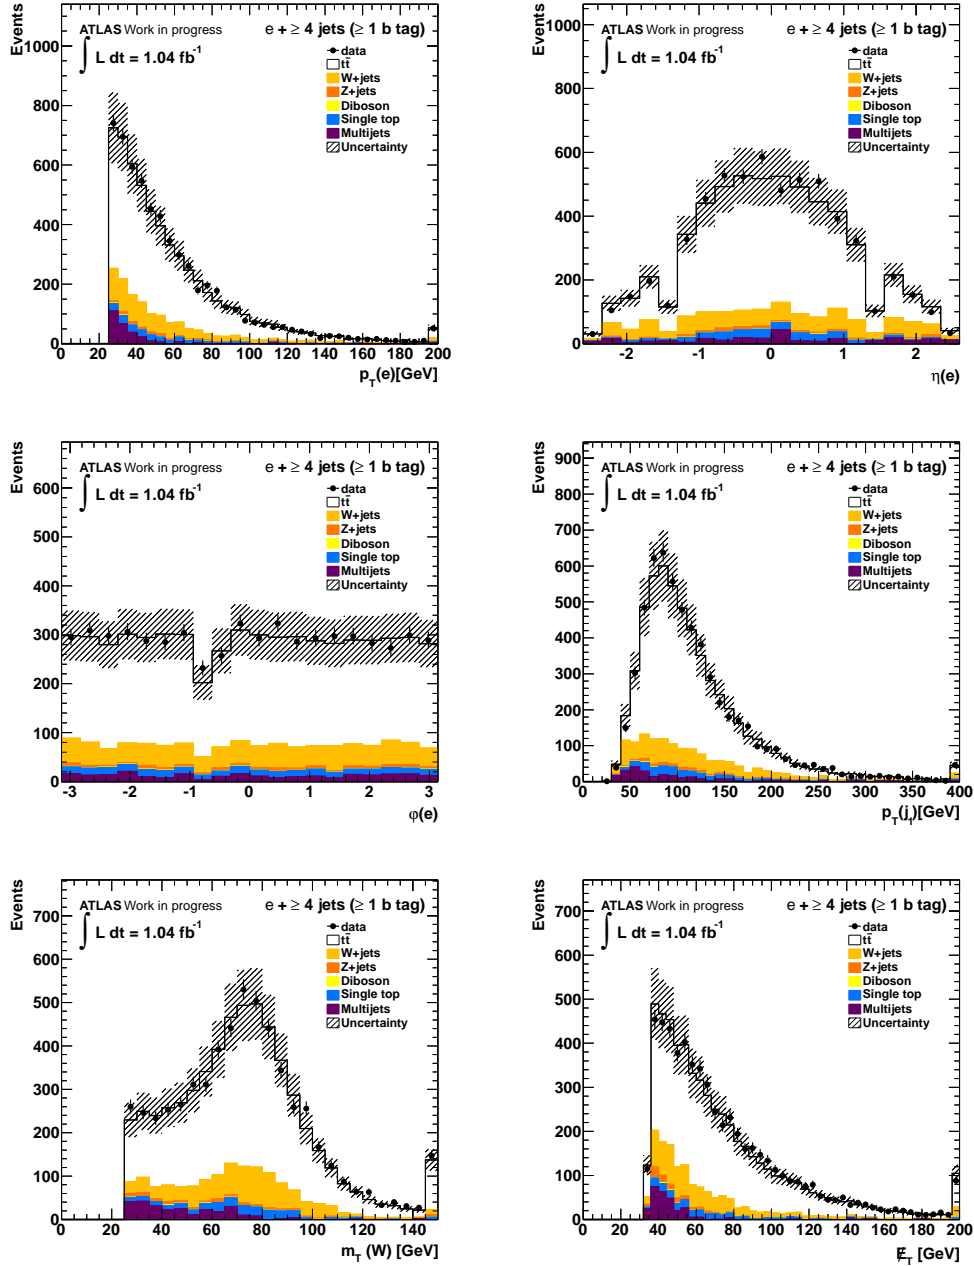 Events
1000
800
600
400
200
0
ATLAS Work in progress
e + ≥ 4 jets (≥ 1 b tag)
∫ L dt = 1.04 fb⁻¹
data
tt̄
W+jets
Z+jets
Diboson
Single top
Multijets
Uncertainty
0 20 40 60 80 100 120 140 160 180 200
p_T(e)[GeV]
Events
1000
800
600
400
200
0
ATLAS Work in progress
e + ≥ 4 jets (≥ 1 b tag)
∫ L dt = 1.04 fb⁻¹
data
tt̄
W+jets
Z+jets
Diboson
Single top
Multijets
Uncertainty
-2 -1 0 1 2
η(e)
Events
600
500
400
300
200
100
0
ATLAS Work in progress
e + ≥ 4 jets (≥ 1 b tag)
∫ L dt = 1.04 fb⁻¹
data
tt̄
W+jets
Z+jets
Diboson
Single top
Multijets
Uncertainty
-3 -2 -1 0 1 2 3
φ(e)
Events
900
800
700
600
500
400
300
200
100
0
ATLAS Work in progress
e + ≥ 4 jets (≥ 1 b tag)
∫ L dt = 1.04 fb⁻¹
data
tt̄
W+jets
Z+jets
Diboson
Single top
Multijets
Uncertainty
0 50 100 150 200 250 300 350 400
p_T(j_1)[GeV]
Events
700
600
500
400
300
200
100
0
ATLAS Work in progress
e + ≥ 4 jets (≥ 1 b tag)
∫ L dt = 1.04 fb⁻¹
data
tt̄
W+jets
Z+jets
Diboson
Single top
Multijets
Uncertainty
0 20 40 60 80 100 120 140
m_T (W) [GeV]
Events
700
600
500
400
300
200
100
0
ATLAS Work in progress
e + ≥ 4 jets (≥ 1 b tag)
∫ L dt = 1.04 fb⁻¹
data
tt̄
W+jets
Z+jets
Diboson
Single top
Multijets
Uncertainty
0 20 40 60 80 100 120 140 160 180 200
E̸_T [GeV]